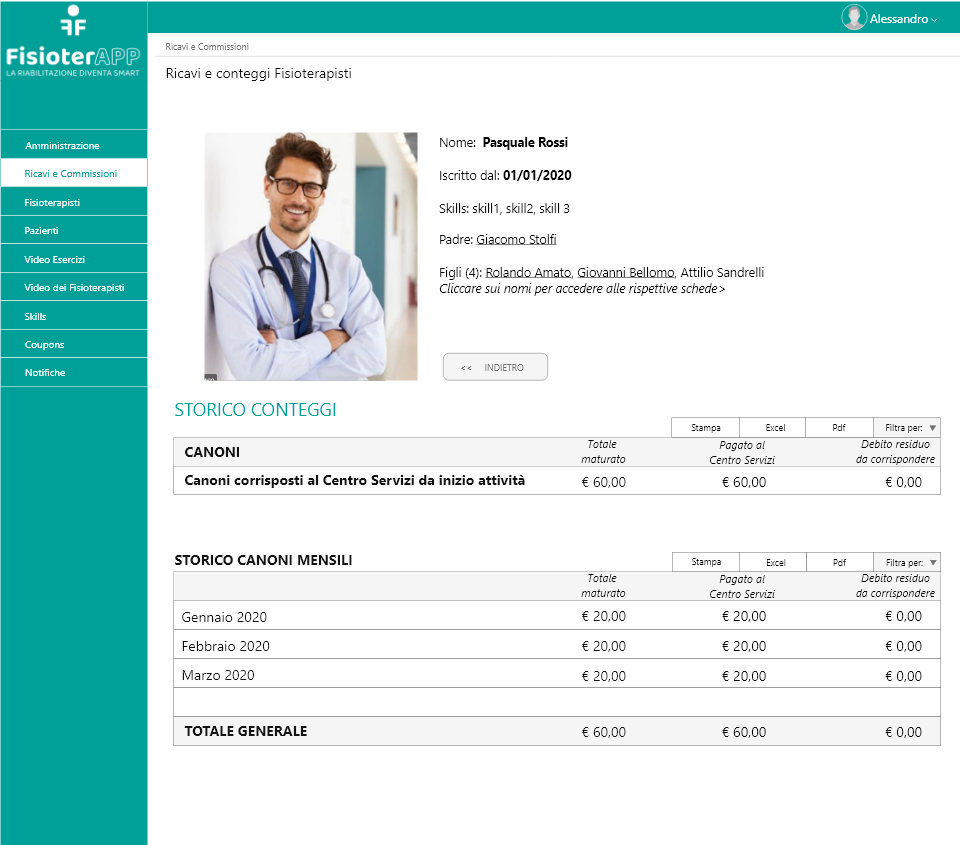 FisioterAPP
LA RIABILITAZIONE DIVENTA SMART
Alessandro
Ricavi e Commissioni
Ricavi e conteggi Fisioterapisti
Amministrazione
Ricavi e Commissioni
Fisioterapisti
Pazienti
Video Esercizi
Video dei Fisioterapisti
Skills
Coupons
Notifiche
Nome: Pasquale Rossi
Iscritto dal: 01/01/2020
Skills: skill1, skill2, skill 3
Padre: Giacomo Stolfi
Figli (4): Rolando Amato, Giovanni Bellomo, Attilio Sandrelli
Cliccare sui nomi per accedere alle rispettive schede>
<< INDIETRO
STORICO CONTEGGI
Stampa Excel Pdf Filtra per:
CANONI Totale maturato Pagato al Centro Servizi Debito residuo da corrispondere
Canoni corrisposti al Centro Servizi da inizio attività € 60,00 € 60,00 € 0,00
STORICO CANONI MENSILI
Stampa Excel Pdf Filtra per:
Totale maturato Pagato al Centro Servizi Debito residuo da corrispondere
Gennaio 2020 € 20,00 € 20,00 € 0,00
Febbraio 2020 € 20,00 € 20,00 € 0,00
Marzo 2020 € 20,00 € 20,00 € 0,00
TOTALE GENERALE € 60,00 € 60,00 € 0,00